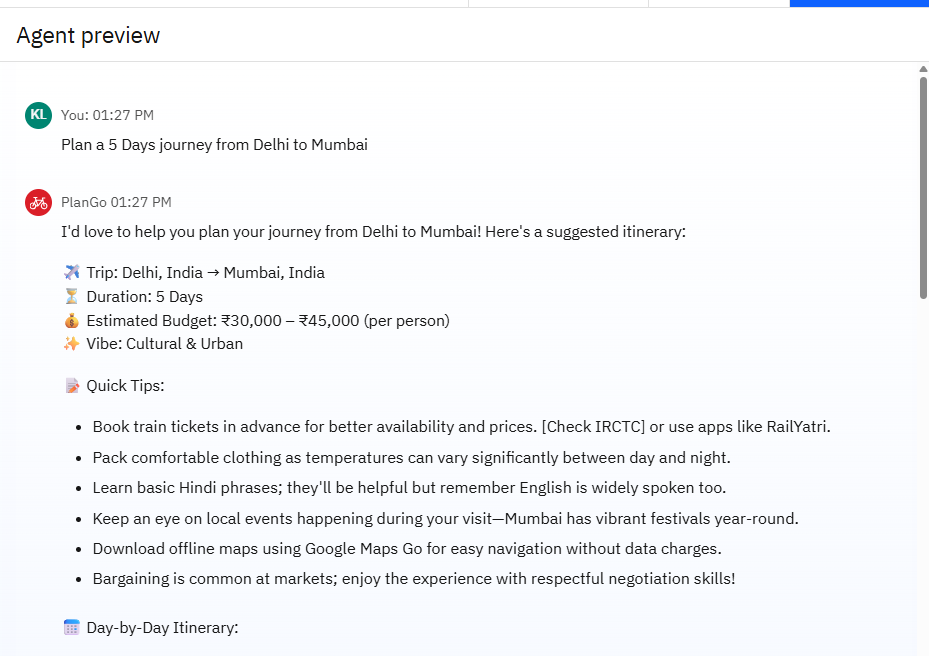 Agent preview
KL
You: 01:27 PM
Plan a 5 Days journey from Delhi to Mumbai
PlanGo 01:27 PM
I'd love to help you plan your journey from Delhi to Mumbai! Here's a suggested itinerary:
✈️ Trip: Delhi, India → Mumbai, India
⏳ Duration: 5 Days
💰 Estimated Budget: ₹30,000 – ₹45,000 (per person)
✨ Vibe: Cultural & Urban
📝 Quick Tips:
• Book train tickets in advance for better availability and prices. [Check IRCTC] or use apps like RailYatri.
• Pack comfortable clothing as temperatures can vary significantly between day and night.
• Learn basic Hindi phrases; they'll be helpful but remember English is widely spoken too.
• Keep an eye on local events happening during your visit—Mumbai has vibrant festivals year-round.
• Download offline maps using Google Maps Go for easy navigation without data charges.
• Bargaining is common at markets; enjoy the experience with respectful negotiation skills!
🗓️ Day-by-Day Itinerary: